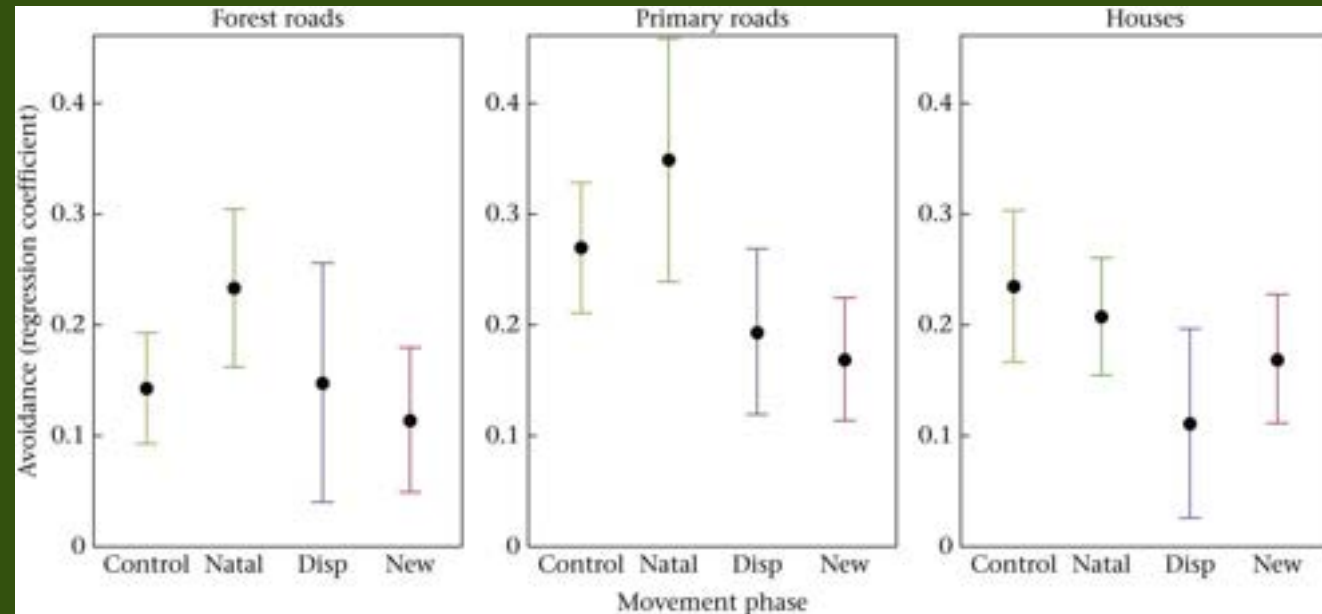 Forest roads
Primary roads
Houses
Avoidance (regression coefficient)
0.4
0.3
0.2
0.1
0
Control Natal Disp New
0.4
0.3
0.2
0.1
0
Control Natal Disp New
0.4
0.3
0.2
0.1
0
Control Natal Disp New
Movement phase